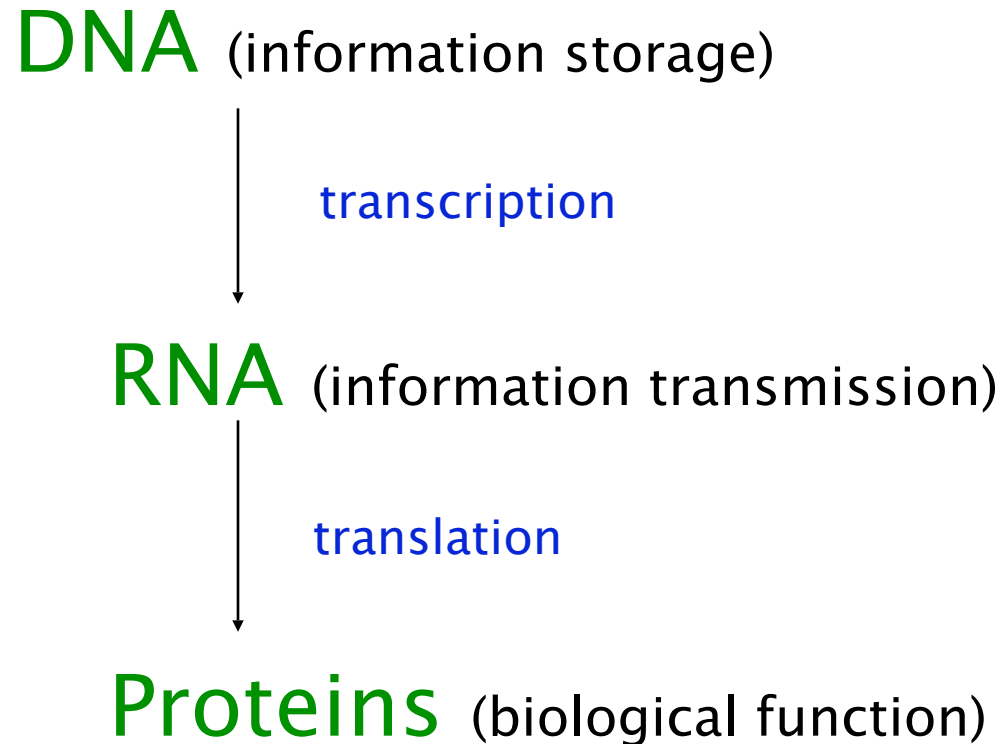 DNA (information storage)
transcription
RNA (information transmission)
translation
Proteins (biological function)